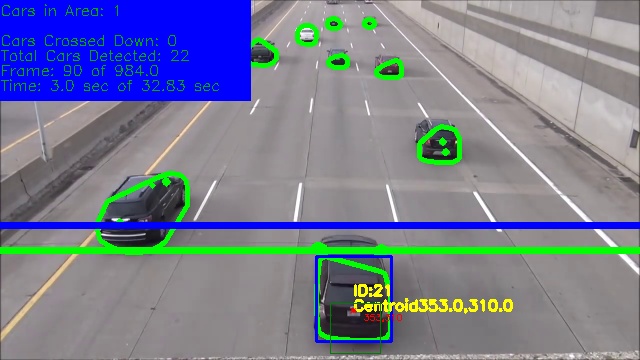 Cars in Area: 1
Cars Crossed Down: 0
Total Cars Detected: 22
Frame: 90 of 984.0
Time: 3.0 sec of 32.83 sec
ID:21
Centroid353.0,310.0